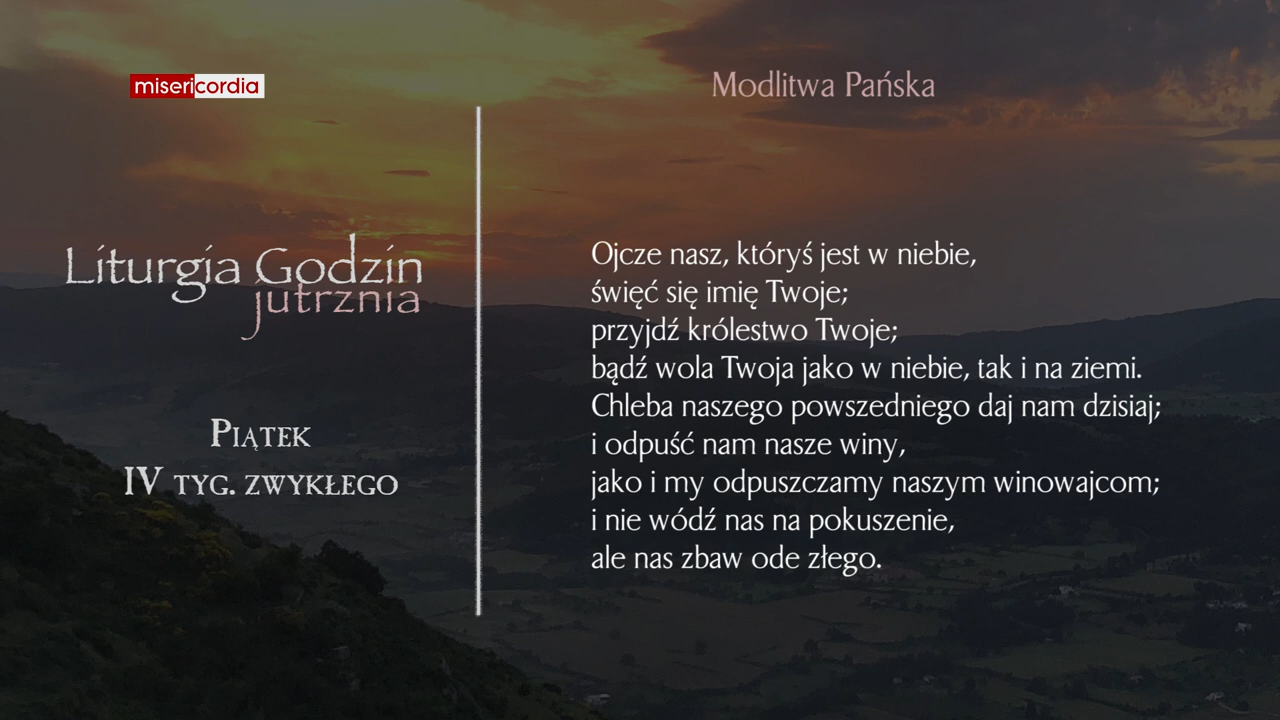 misericordia
Liturgia Godzin
jutrznia
Piątek
IV tyg. zwykłego
Modlitwa Pańska
Ojcze nasz, któryś jest w niebie,
święć się imię Twoje;
przyjdź królestwo Twoje;
bądź wola Twoja jako w niebie, tak i na ziemi.
Chleba naszego powszedniego daj nam dzisiaj;
i odpuść nam nasze winy,
jako i my odpuszczamy naszym winowajcom;
i nie wódź nas na pokuszenie,
ale nas zbaw ode złego.